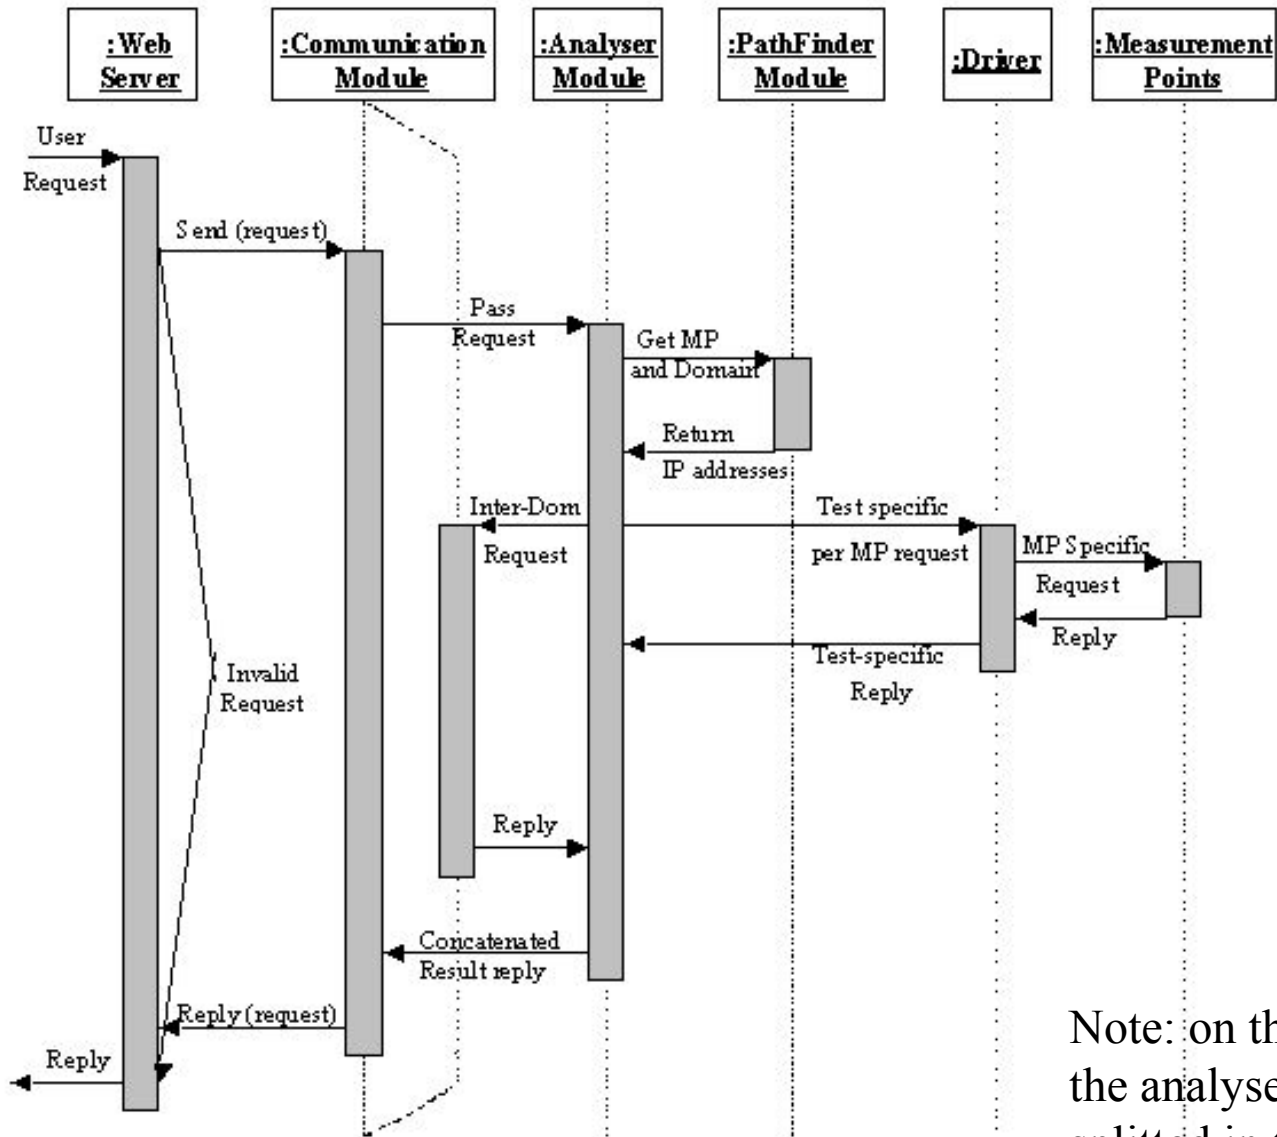 :Web
Server
:Communication
Module
:Analyser
Module
:PathFinder
Module
:Driver
:Measurement
Points
User
Request
Send (request)
Pass
Request
Get MP
and Domain
Return
IP addresses
Inter-Dom
Request
Test specific
per MP request
MP Specific
Request
Reply
Test-specific
Reply
Invalid
Request
Reply
Concatenated
Result reply
Reply (request)
Reply
Note: on
the analyse
splitted in